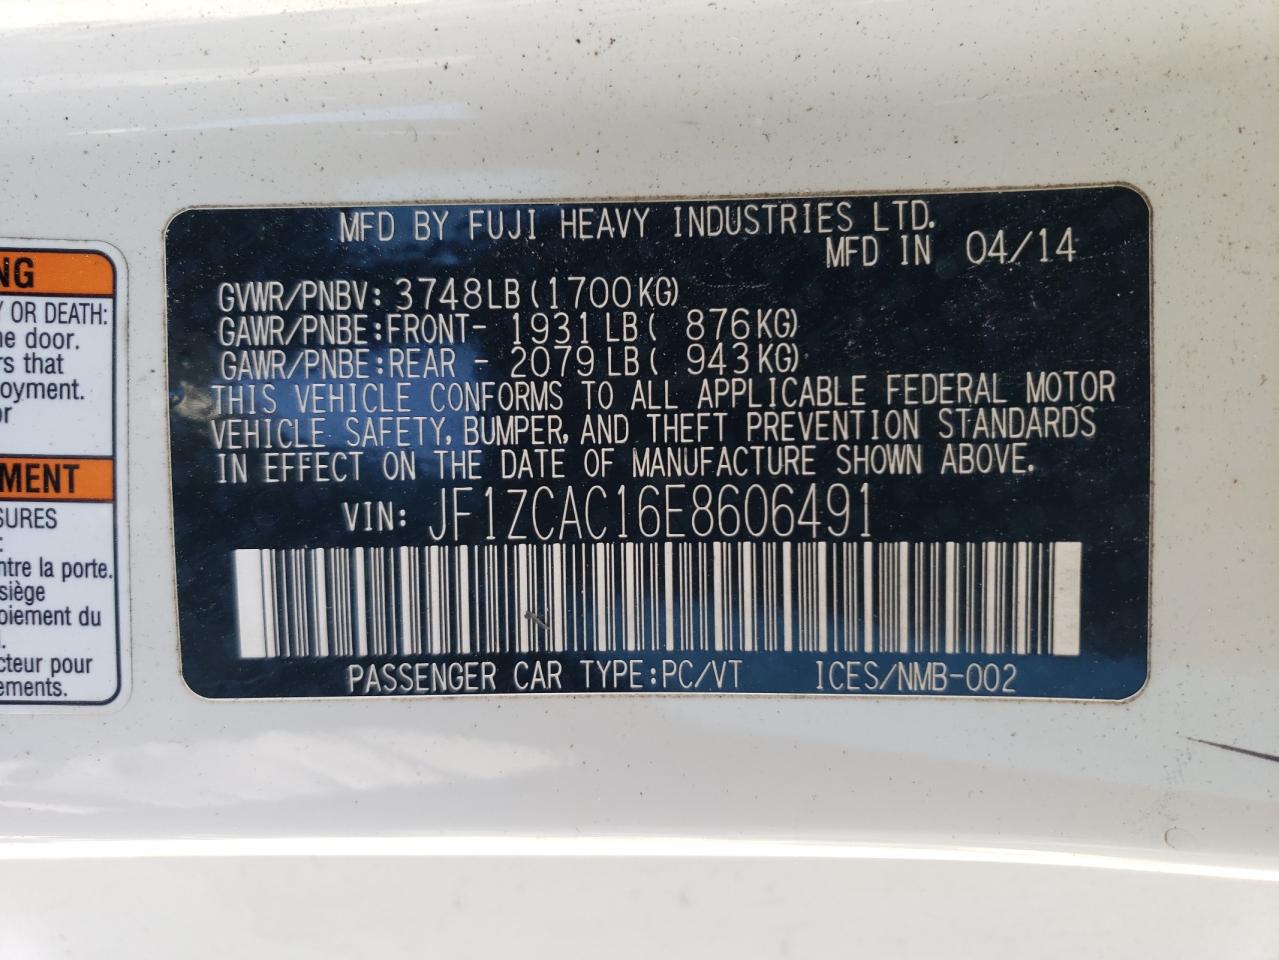 NG
Y OR DEATH:
he door.
rs that
oyment.
or
MENT
SURES
:
ntre la porte.
siège
oiement du
.
cteur pour
ements.
MFD BY FUJI HEAVY INDUSTRIES LTD.
MFD IN 04/14
GVWR/PNBV: 3748LB(1700KG)
GAWR/PNBE:FRONT- 1931LB( 876KG)
GAWR/PNBE:REAR - 2079LB( 943KG)
THIS VEHICLE CONFORMS TO ALL APPLICABLE FEDERAL MOTOR
VEHICLE SAFETY, BUMPER, AND THEFT PREVENTION STANDARDS
IN EFFECT ON THE DATE OF MANUFACTURE SHOWN ABOVE.
VIN: JF1ZCAC16E8606491
PASSENGER CAR TYPE:PC/VT ICES/NMB-002